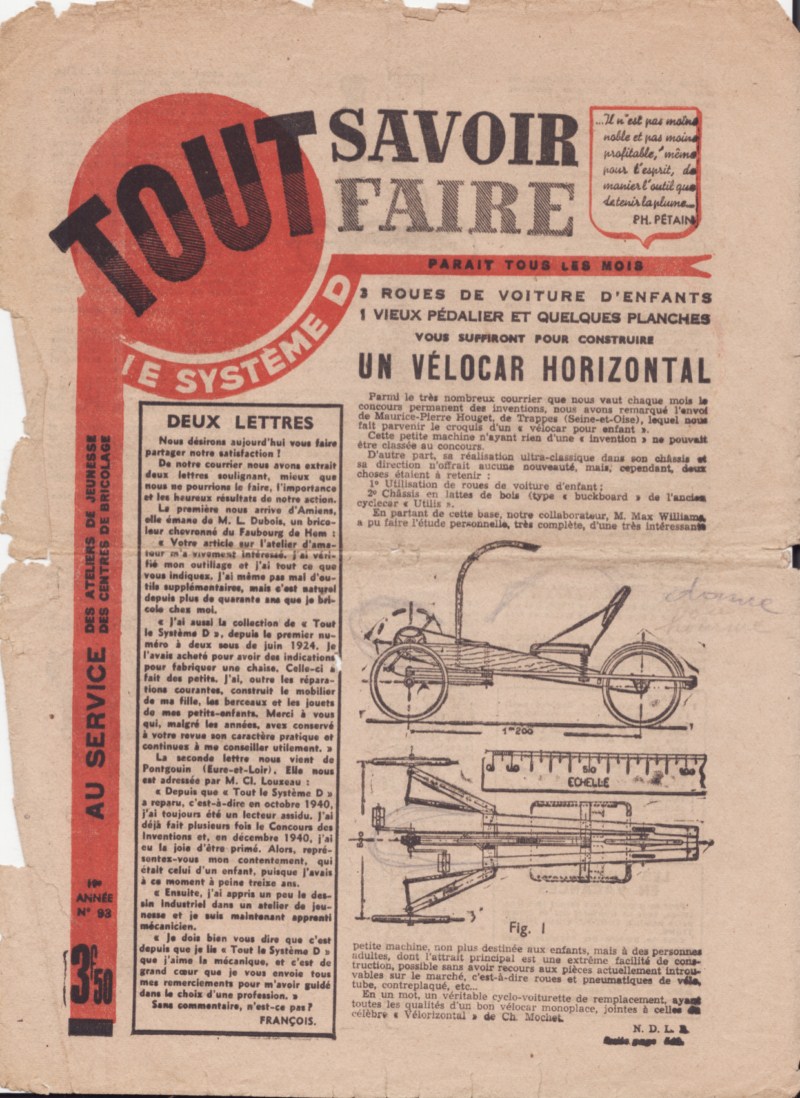 TOUT
SAVOIR
FAIRE
LE SYSTÈME D
...Il n'est pas moins
noble et pas moins
profitable, même
pour l'esprit, de
manier l'outil que
de tenir la plume...
PH. PÉTAIN
PARAIT TOUS LES MOIS
3 ROUES DE VOITURE D'ENFANTS
1 VIEUX PÉDALIER ET QUELQUES PLANCHES
VOUS SUFFIRONT POUR CONSTRUIRE
UN VÉLOCAR HORIZONTAL
Parmi le très nombreux courrier que nous vaut chaque mois le
concours permanent des inventions, nous avons remarqué l'envoi
de Maurice-Pierre Houget, de Trappes (Seine-et-Oise), lequel nous
fait parvenir le croquis d'un « vélocar pour enfant ».
Cette petite machine n'ayant rien d'une « invention » ne pouvait
être classée au concours.
D'autre part, sa réalisation ultra-classique dans son châssis et
sa direction n'offrait aucune nouveauté, mais, cependant, deux
choses étaient à retenir :
1° Utilisation de roues de voiture d'enfant ;
2° Châssis en lattes de bois (type « buckboard » de l'ancien
cyclecar « Utilis ».
En partant de cette base, notre collaborateur, M. Max Williams,
a pu faire l'étude personnelle, très complète, d'une très intéressante
1m200
ECHELLE
0
50
Fig. 1
petite machine, non plus destinée aux enfants, mais à des personnes
adultes, dont l'attrait principal est une extrême facilité de cons-
truction, possible sans avoir recours aux pièces actuellement introu-
vables sur le marché, c'est-à-dire roues et pneumatiques de vélo,
tube, contreplaqué, etc...
En un mot, un véritable cyclo-voiturette de remplacement, ayant
toutes les qualités d'un bon vélocar monoplace, jointes à celles du
célèbre « Vélorizontal » de Ch. Mochet.
N. D. L. R.
DEUX LETTRES
Nous désirons aujourd'hui vous faire
partager notre satisfaction !
De notre courrier nous avons extrait
deux lettres soulignant, mieux que
nous ne pourrions le faire, l'importance
et les heureux résultats de notre action.
La première nous arrive d'Amiens,
elle émane de M. L. Dubois, un brico-
leur chevronné du Faubourg de Hem :
« Votre article sur l'atelier d'ama-
teur m'a vivement intéressé. J'ai véri-
fié mon outillage et j'ai tout ce que
vous indiquez. J'ai même pas mal d'ou-
tils supplémentaires, mais c'est naturel
depuis plus de quarante ans que je bri-
cole chez moi.
« J'ai aussi la collection de « Tout
le Système D », depuis le premier nu-
méro à deux sous de juin 1924. Je
l'avais acheté pour avoir des indications
pour fabriquer une chaise. Celle-ci a
fait des petits. J'ai, outre les répara-
tions courantes, construit le mobilier
de ma fille, les berceaux et les jouets
de mes petits-enfants. Merci à vous
qui, malgré les années, avez conservé
à votre revue son caractère pratique et
continuez à me conseiller utilement. »
La seconde lettre nous vient de
Pontgouin (Eure-et-Loir). Elle nous
est adressée par M. Cl. Louzeau :
« Depuis que « Tout le Système D »
a reparu, c'est-à-dire en octobre 1940,
j'ai toujours été un lecteur assidu. J'ai
déjà fait plusieurs fois le Concours des
Inventions et, en décembre 1940, j'ai
eu la joie d'être primé. Alors, repré-
sentez-vous mon contentement, qui
était celui d'un enfant, puisque j'avais
à ce moment à peine treize ans.
« Ensuite, j'ai appris un peu le des-
sin industriel dans un atelier de jeu-
nesse et je suis maintenant apprenti
mécanicien.
« Je dois bien vous dire que c'est
depuis que je lis « Tout le Système D »
que j'aime la mécanique, et c'est de
grand cœur que je vous envoie tous
mes remerciements pour m'avoir guidé
dans le choix d'une profession. »
Sans commentaire, n'est-ce pas ?
FRANÇOIS.
AU SERVICE DES ATELIERS DE JEUNESSE
DES CENTRES DE BRICOLAGE
ANNÉE
N° 93
3f50